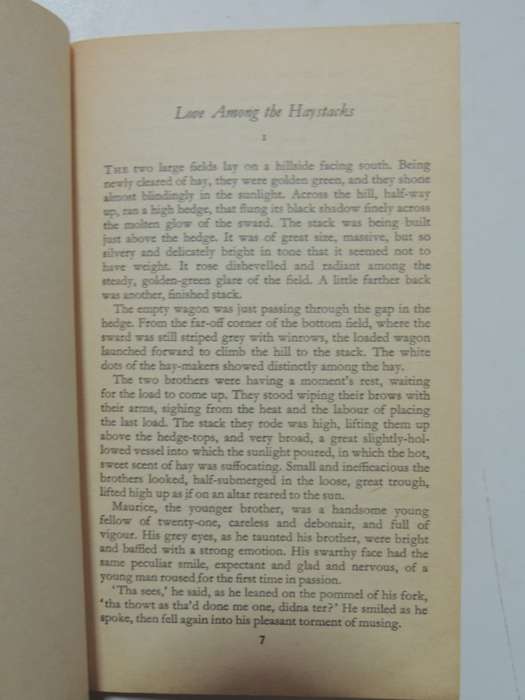 Love Among the Haystacks
I
THE two large fields lay on a hillside facing south. Being
newly cleared of hay, they were golden green, and they shone
almost blindingly in the sunlight. Across the hill, half-way
up, ran a high hedge, that flung its black shadow finely across
the molten glow of the sward. The stack was being built
just above the hedge. It was of great size, massive, but so
silvery and delicately bright in tone that it seemed not to
have weight. It rose dishevelled and radiant among the
steady, golden-green glare of the field. A little farther back
was another, finished stack.
The empty wagon was just passing through the gap in the
hedge. From the far-off corner of the bottom field, where the
sward was still striped grey with winrows, the loaded wagon
launched forward to climb the hill to the stack. The white
dots of the hay-makers showed distinctly among the hay.
The two brothers were having a moment's rest, waiting
for the load to come up. They stood wiping their brows with
their arms, sighing from the heat and the labour of placing
the last load. The stack they rode was high, lifting them up
above the hedge-tops, and very broad, a great slightly-hol-
lowed vessel into which the sunlight poured, in which the hot,
sweet scent of hay was suffocating. Small and inefficacious the
brothers looked, half-submerged in the loose, great trough,
lifted high up as if on an altar reared to the sun.
Maurice, the younger brother, was a handsome young
fellow of twenty-one, careless and debonair, and full of
vigour. His grey eyes, as he taunted his brother, were bright
and baffled with a strong emotion. His swarthy face had the
same peculiar smile, expectant and glad and nervous, of a
young man roused for the first time in passion.
'Tha sees,' he said, as he leaned on the pommel of his fork,
'tha thowt as tha'd done me one, didna ter?' He smiled as he
spoke, then fell again into his pleasant torment of musing.
7